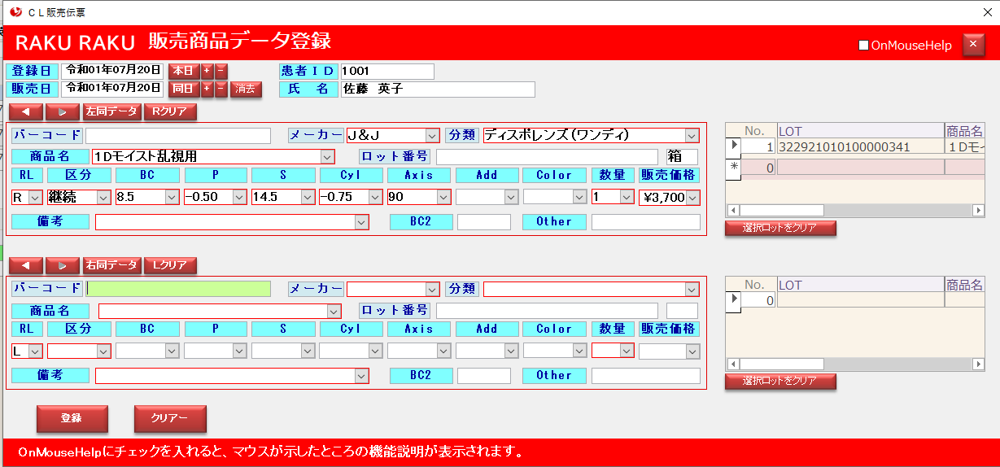 ＣＬ販売伝票
RAKU RAKU 販売商品データ登録
OnMouseHelp
登録日 令和01年07月20日 本日 + −
患者ＩＤ 1001
販売日 令和01年07月20日 同日 + − 消去
氏　名 佐藤 英子
左同データ Rクリア
バーコード メーカー J＆J 分類 ディスポレンズ(ワンディ)
商品名 1Dモイスト乱視用 ロット番号 箱
RL 区分 BC P S Cyl Axis Add Color 数量 販売価格
R 継続 8.5 -0.50 14.5 -0.75 90 1 ¥3,700
備考 BC2 Other
No. LOT 商品名
1 322921010100000341 1Dモイ
* 0
選択ロットをクリア
右同データ Lクリア
バーコード メーカー 分類
商品名 ロット番号
RL 区分 BC P S Cyl Axis Add Color 数量 販売価格
L
備考 BC2 Other
No. LOT 商品名
0
選択ロットをクリア
登録 クリアー
OnMouseHelpにチェックを入れると、マウスが示したところの機能説明が表示されます。